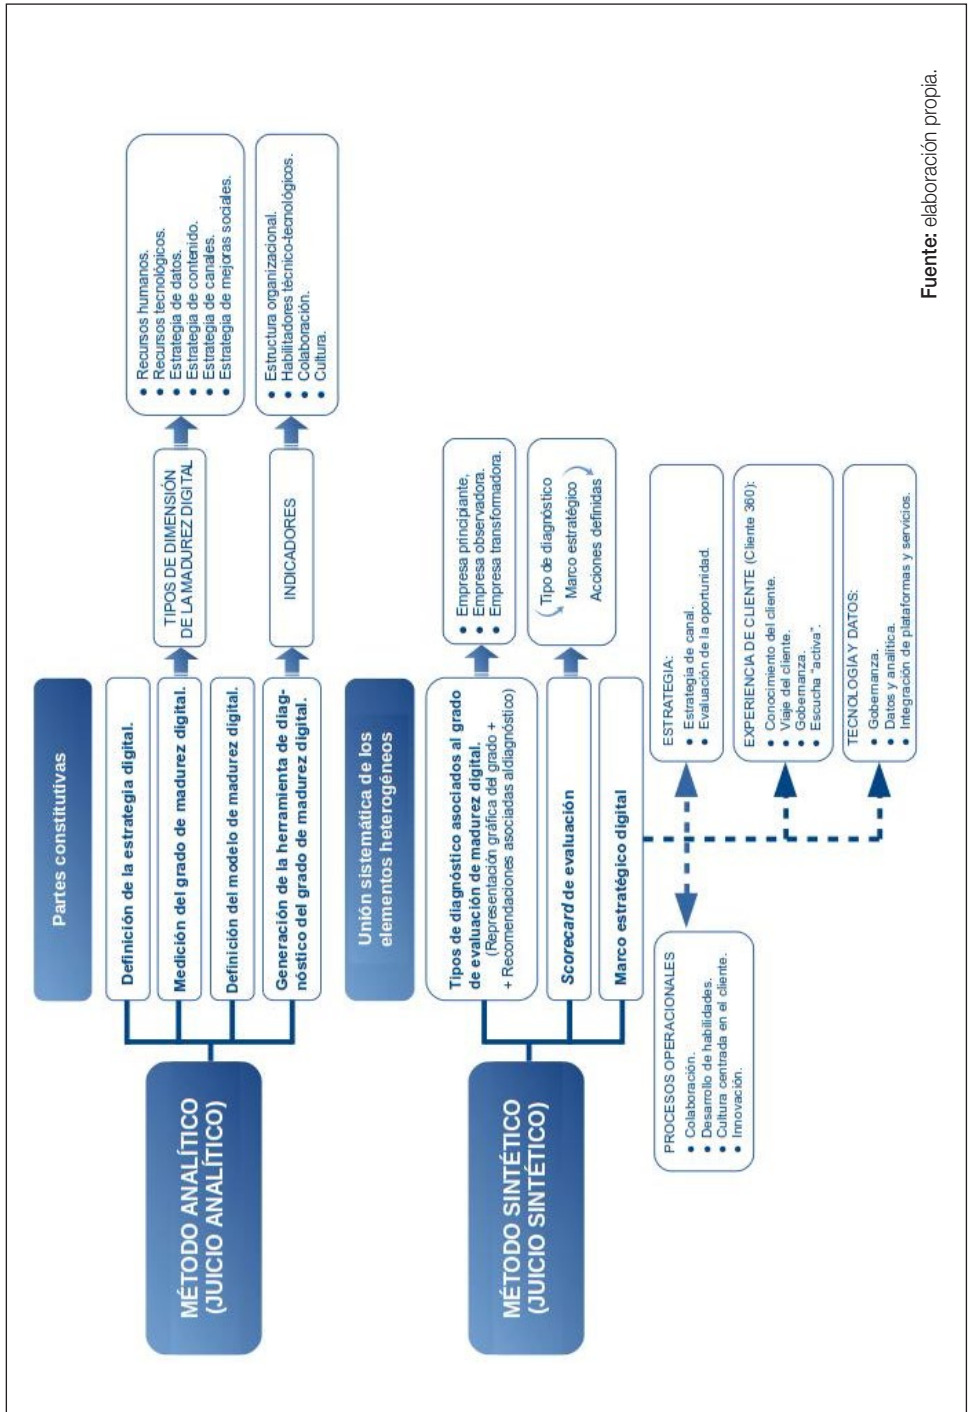 Partes constitutivas
MÉTODO ANALÍTICO
(JUICIO ANALÍTICO)
Definición de la estrategia digital.
Medición del grado de madurez digital.
TIPOS DE DIMENSIÓN
DE LA MADUREZ DIGITAL
• Recursos humanos.
• Recursos tecnológicos.
• Estrategia de datos.
• Estrategia de contenido.
• Estrategia de canales.
• Estrategia de mejoras sociales.
Definición del modelo de madurez digital.
Generación de la herramienta de diag-
nóstico del grado de madurez digital.
INDICADORES
• Estructura organizacional.
• Habilitadores técnico-tecnológicos.
• Colaboración.
• Cultura.
Unión sistemática de los
elementos heterogéneos
MÉTODO SINTÉTICO
(JUICIO SINTÉTICO)
Tipos de diagnóstico asociados al grado
de evaluación de madurez digital.
(Representación gráfica del grado +
+ Recomendaciones asociadas aldiagnóstico)
• Empresa principiante,
• Empresa observadora.
• Empresa transformadora.
Scorecard de evaluación
Tipo de diagnóstico
Marco estratégico
Acciones definidas
Marco estratégico digital
PROCESOS OPERACIONALES
• Colaboración.
• Desarrollo de habilidades.
• Cultura centrada en el cliente.
• Innovación.
ESTRATEGIA:
• Estrategia de canal.
• Evaluación de la oportunidad.
EXPERIENCIA DE CLIENTE (Cliente 360):
• Conocimiento del cliente.
• Viaje del cliente.
• Gobernanza.
• Escucha "activa".
TECNOLOGIA Y DATOS:
• Gobernanza.
• Datos y analítica.
• Integración de plataformas y servicios.
Fuente: elaboración propia.